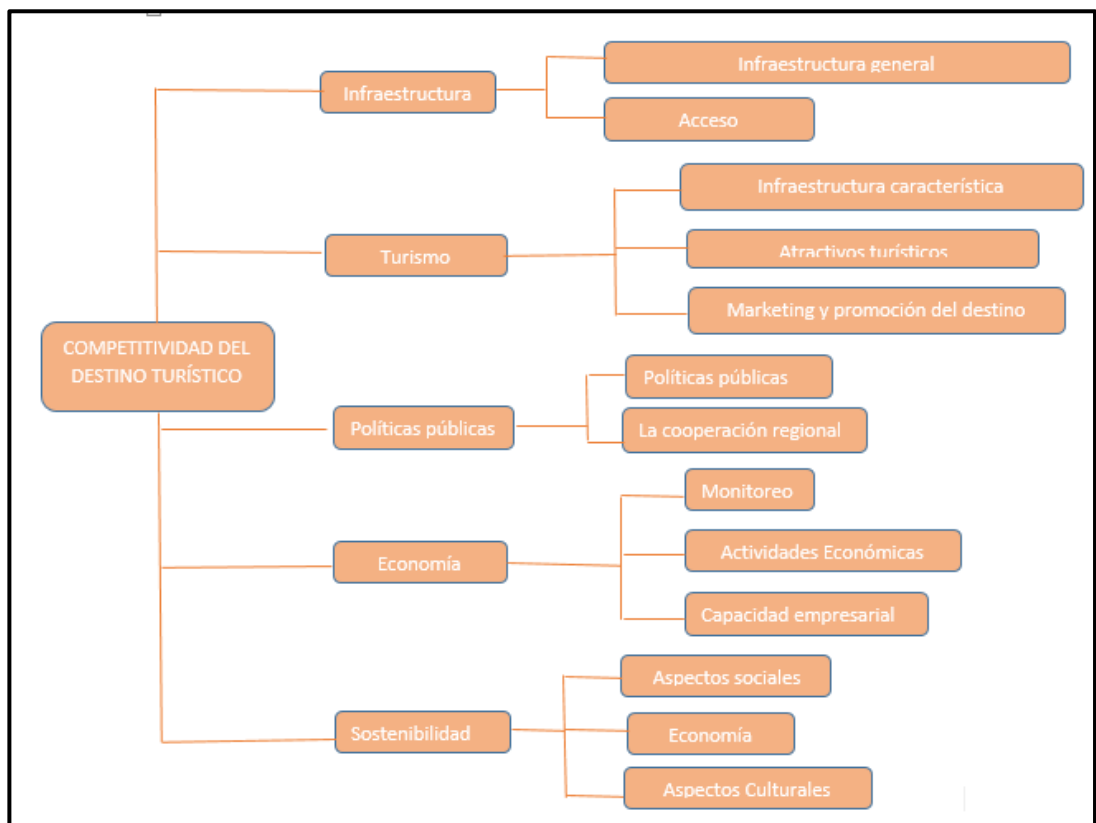 COMPETITIVIDAD DEL
DESTINO TURÍSTICO
Infraestructura
Infraestructura general
Acceso
Turismo
Infraestructura característica
Atractivos turísticos
Marketing y promoción del destino
Políticas públicas
Políticas públicas
La cooperación regional
Economía
Monitoreo
Actividades Económicas
Capacidad empresarial
Sostenibilidad
Aspectos sociales
Economía
Aspectos Culturales